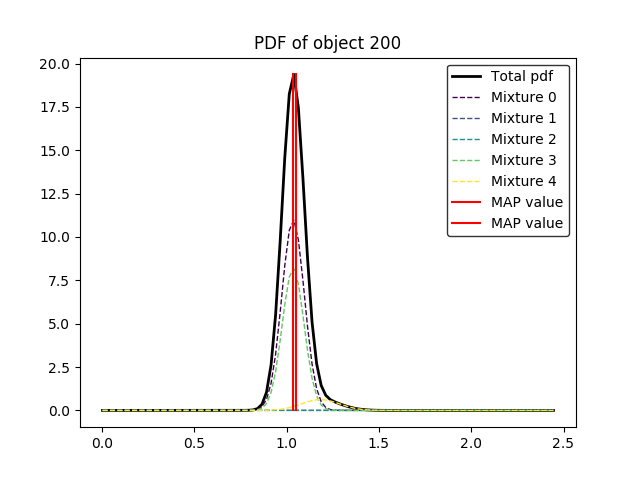 PDF of object 200
20.0
17.5
15.0
12.5
10.0
7.5
5.0
2.5
0.0
Total pdf
Mixture 0
Mixture 1
Mixture 2
Mixture 3
Mixture 4
MAP value
MAP value
0.0 0.5 1.0 1.5 2.0 2.5